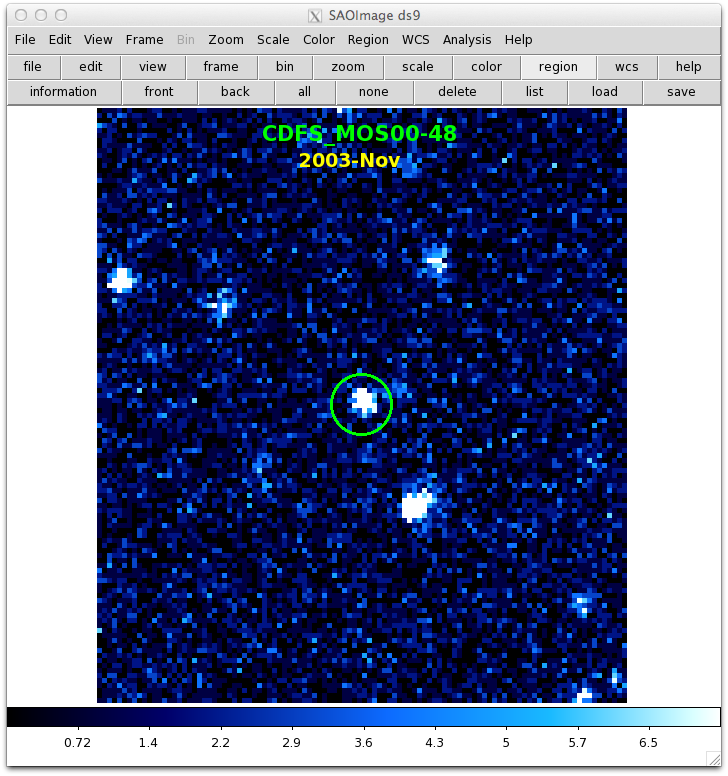 SAOImage ds9
File Edit View Frame Bin Zoom Scale Color Region WCS Analysis Help
file edit view frame bin zoom scale color region wcs help
information front back all none delete list load save
CDFS_MOS00-48
2003-Nov
0.72 1.4 2.2 2.9 3.6 4.3 5 5.7 6.5